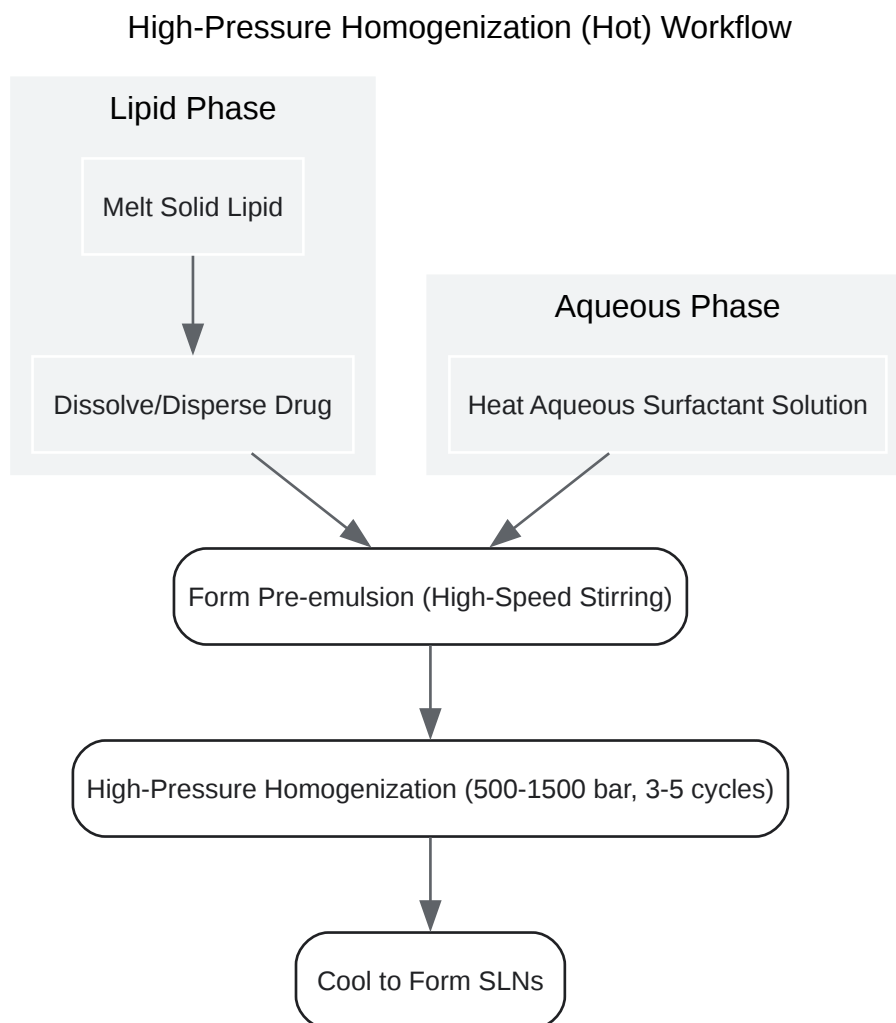 High-Pressure Homogenization (Hot) Workflow
Lipid Phase
Melt Solid Lipid
Dissolve/Disperse Drug
Aqueous Phase
Heat Aqueous Surfactant Solution
Form Pre-emulsion (High-Speed Stirring)
High-Pressure Homogenization (500-1500 bar, 3-5 cycles)
Cool to Form SLNs